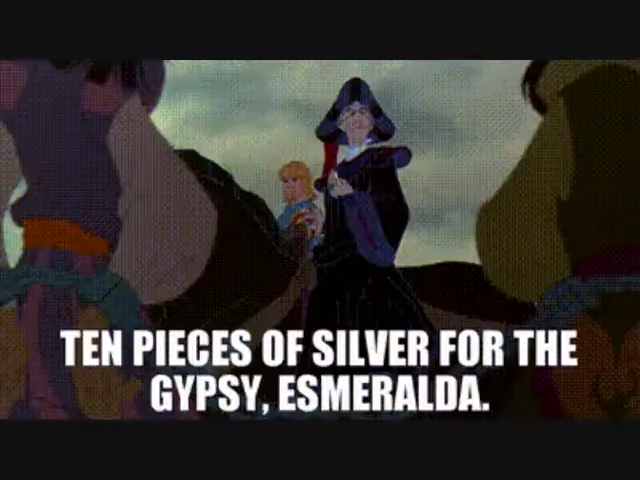 TEN PIECES OF SILVER FOR THE
GYPSY, ESMERALDA.